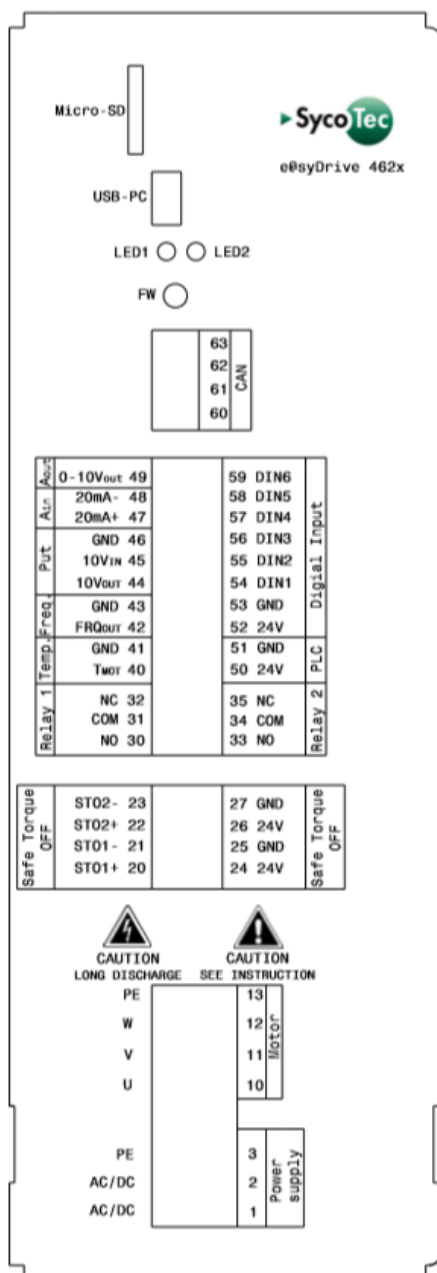 Micro-SD
SycoTec
e@syDrive 462x
USB-PC
LED1 LED2
FW
63
62
61
60
CAN
Aout 0-10Vout 49
Ain 20mA- 48
20mA+ 47
Put GND 46
10VIN 45
10VOUT 44
Freq. GND 43
FRQOUT 42
Temp. GND 41
TMOT 40
Relay 1 NC 32
COM 31
NO 30
59 DIN6
58 DIN5
57 DIN4
56 DIN3
55 DIN2
54 DIN1
53 GND
52 24V
Digial Input
51 GND
50 24V
PLC
35 NC
34 COM
33 NO
Relay 2
Safe Torque
OFF
STO2- 23
STO2+ 22
STO1- 21
STO1+ 20
27 GND
26 24V
25 GND
24 24V
Safe Torque
OFF
CAUTION
LONG DISCHARGE
CAUTION
SEE INSTRUCTION
PE 13
W 12
V 11
U 10
Motor
PE 3
AC/DC 2
AC/DC 1
Power
supply